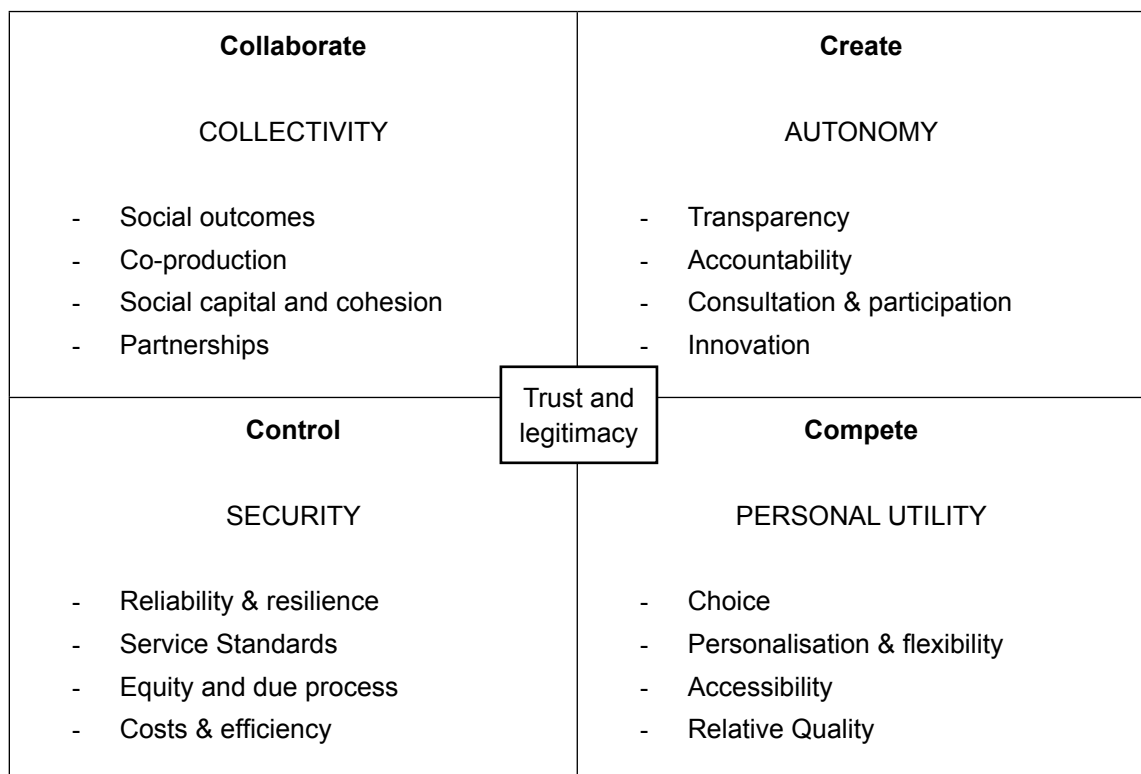 Collaborate
COLLECTIVITY
- Social outcomes
- Co-production
- Social capital and cohesion
- Partnerships
Create
AUTONOMY
- Transparency
- Accountability
- Consultation & participation
- Innovation
Trust and
legitimacy
Control
SECURITY
- Reliability & resilience
- Service Standards
- Equity and due process
- Costs & efficiency
Compete
PERSONAL UTILITY
- Choice
- Personalisation & flexibility
- Accessibility
- Relative Quality